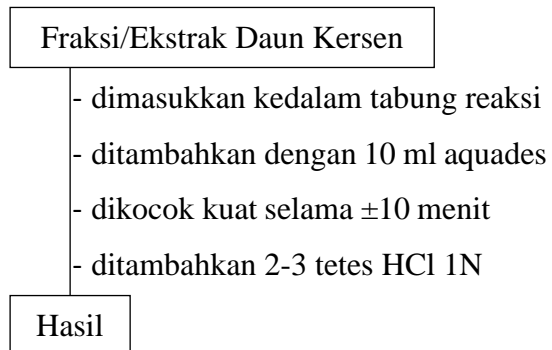 Fraksi/Ekstrak Daun Kersen
- dimasukkan kedalam tabung reaksi
- ditambahkan dengan 10 ml aquades
- dikocok kuat selama ±10 menit
- ditambahkan 2-3 tetes HCl 1N
Hasil